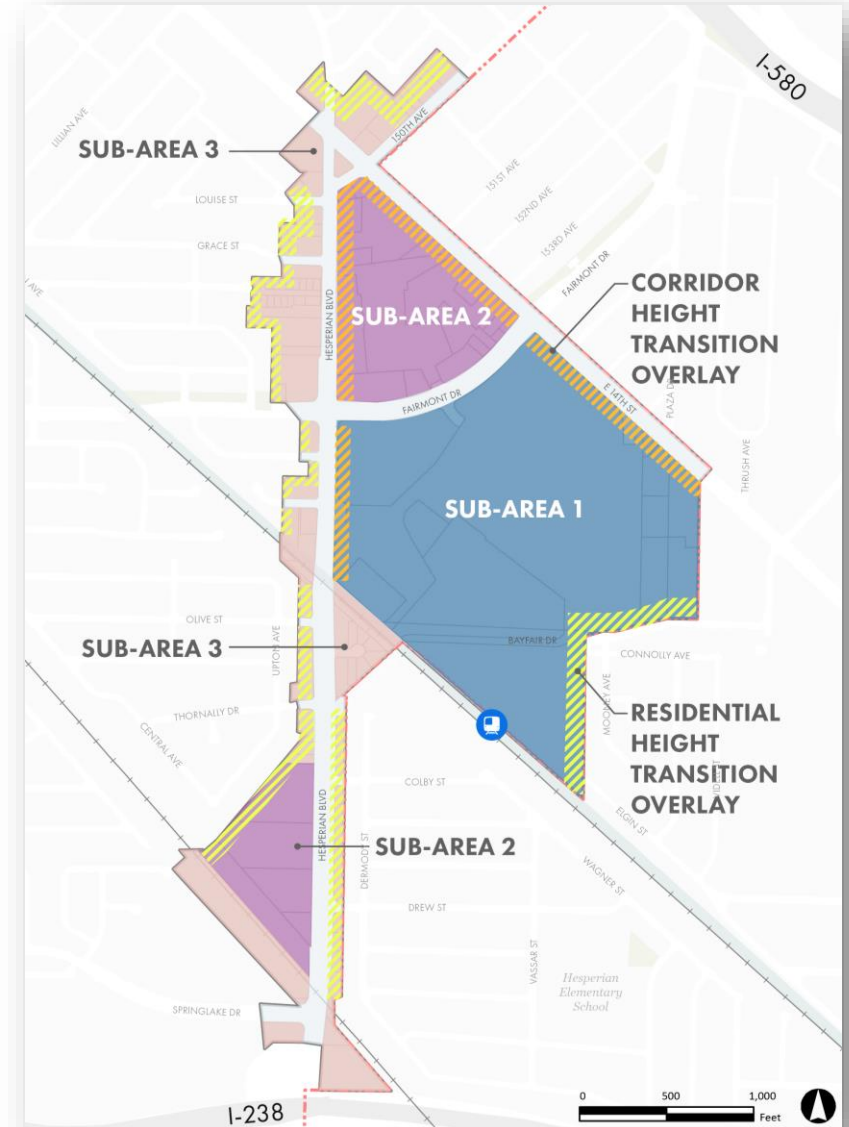 I-580
LILLIAN AVE
150TH AVE
SUB-AREA 3
151ST AVE
LOUISE ST
152ND AVE
153RD AVE
GRACE ST
FAIRMONT DR
CORRIDOR
HEIGHT
TRANSITION
OVERLAY
HESPERIAN BLVD
SUB-AREA 2
E 14TH ST
PLAZA DR
FAIRMONT DR
THRUSH AVE
SUB-AREA 1
OLIVE ST
UPTON AVE
BAYFAIR DR
CONNOLLY AVE
SUB-AREA 3
MOONEY AVE
THORNALLY DR
RESIDENTIAL
HEIGHT
TRANSITION
OVERLAY
CENTRAL AVE
COLBY ST
ELGIN ST
HESPERIAN BLVD
SUB-AREA 2
DERMODY ST
WAGNER ST
DREW ST
VASSAR ST
Hesperian
Elementary
School
SPRINGLAKE DR
0 500 1,000
Feet
I-238